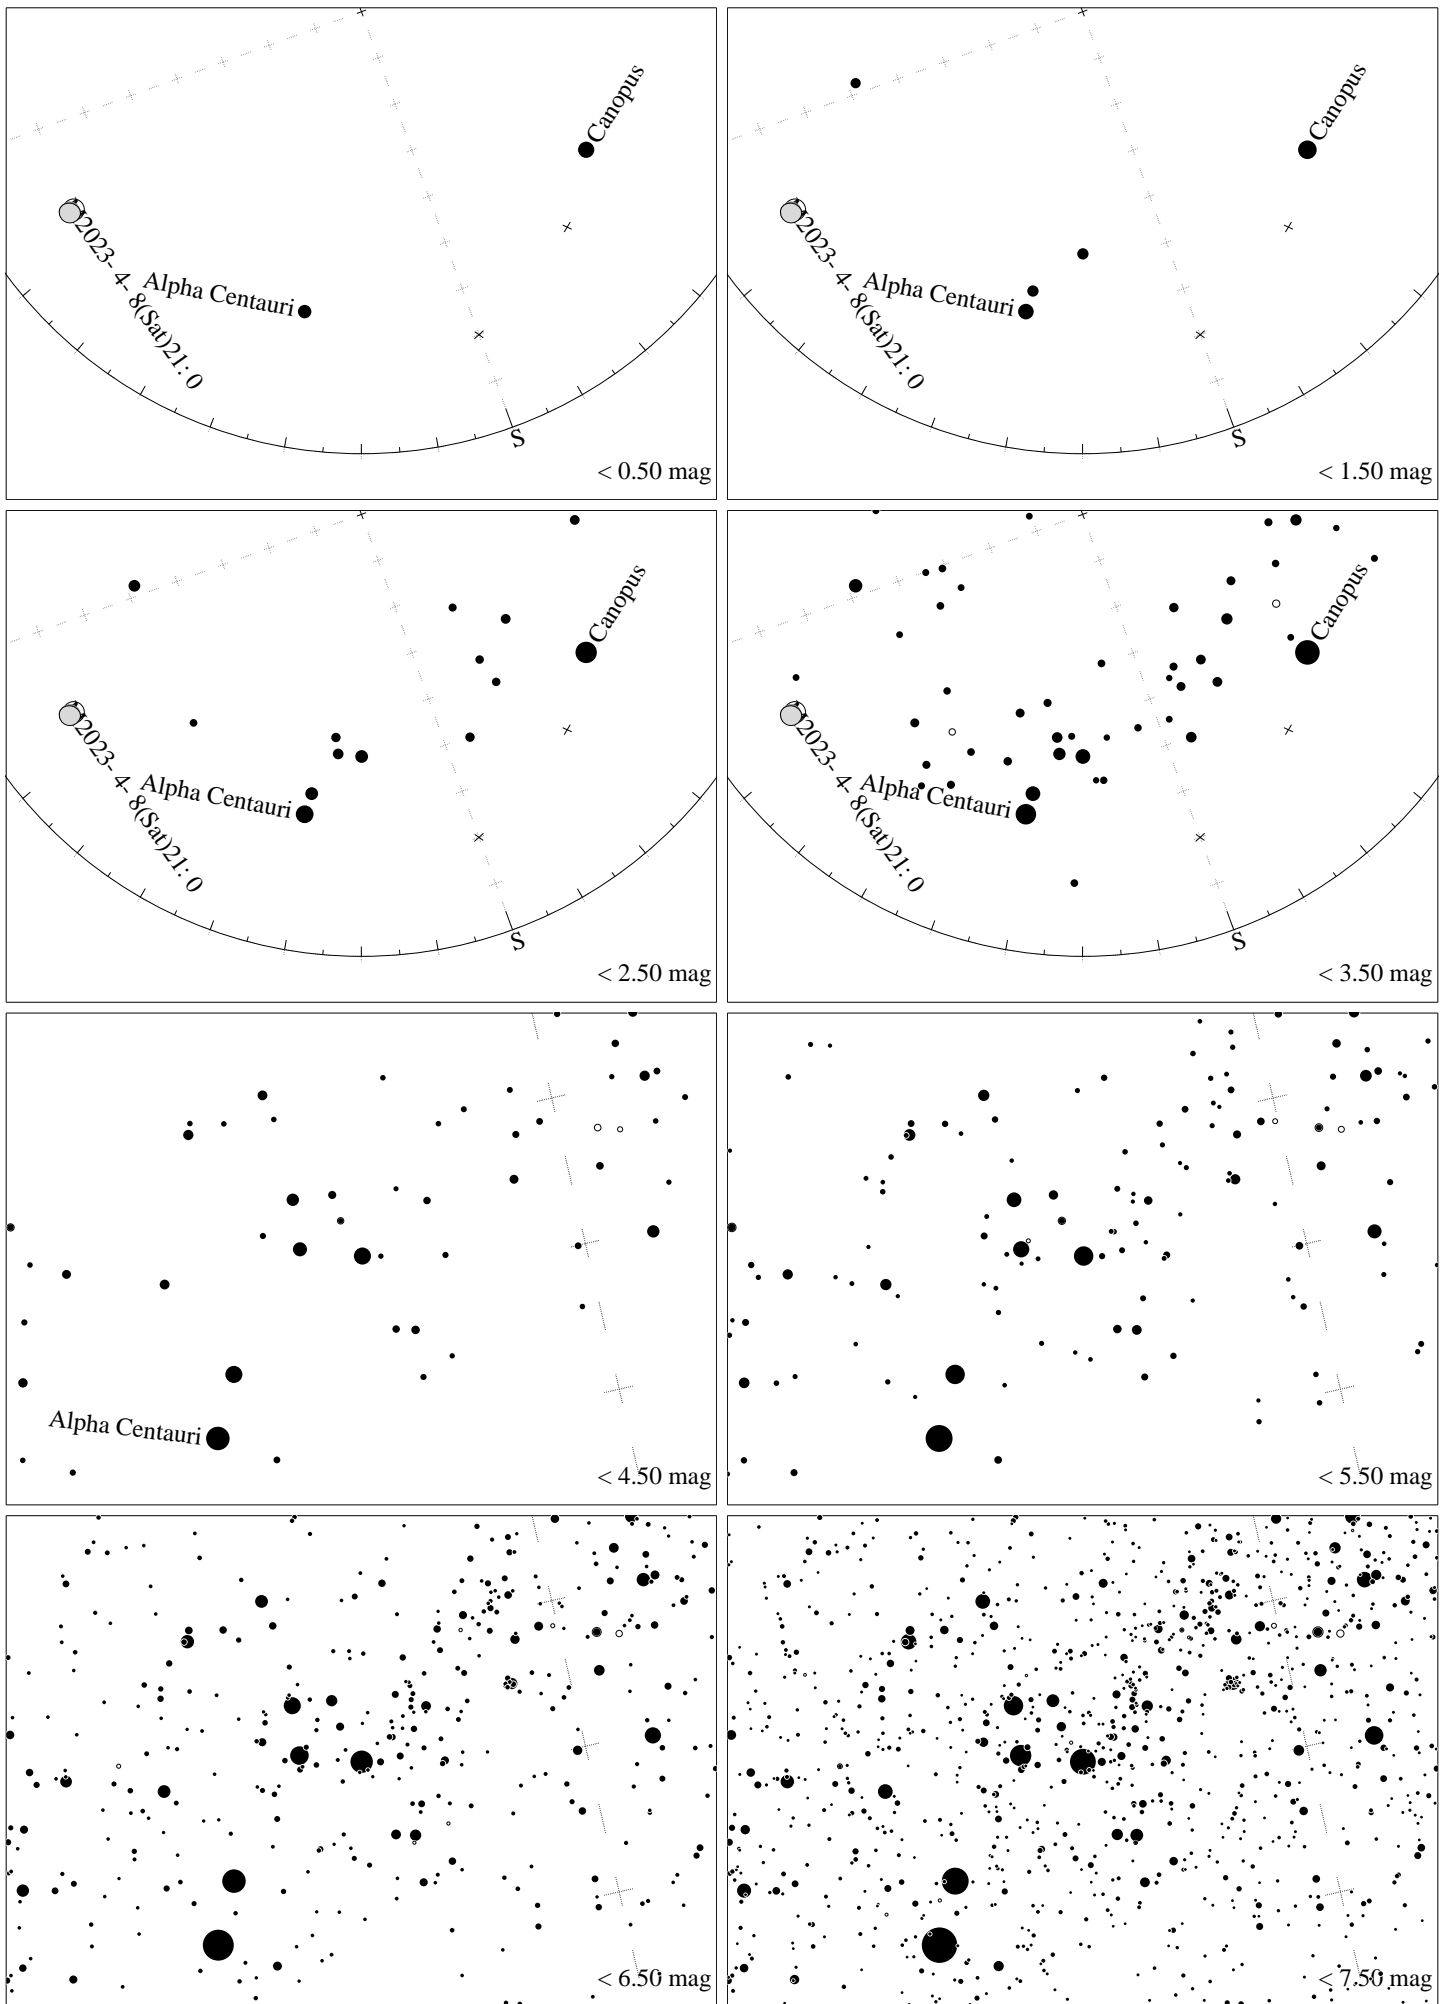 Canopus
2023- 4- 8(Sat)21: 0
Alpha Centauri
S
< 0.50 mag
Canopus
2023- 4- 8(Sat)21: 0
Alpha Centauri
S
< 1.50 mag
Canopus
2023- 4- 8(Sat)21: 0
Alpha Centauri
S
< 2.50 mag
Canopus
2023- 4- 8(Sat)21: 0
Alpha Centauri
S
< 3.50 mag
Alpha Centauri
< 4.50 mag
< 5.50 mag
< 6.50 mag
< 7.50 mag